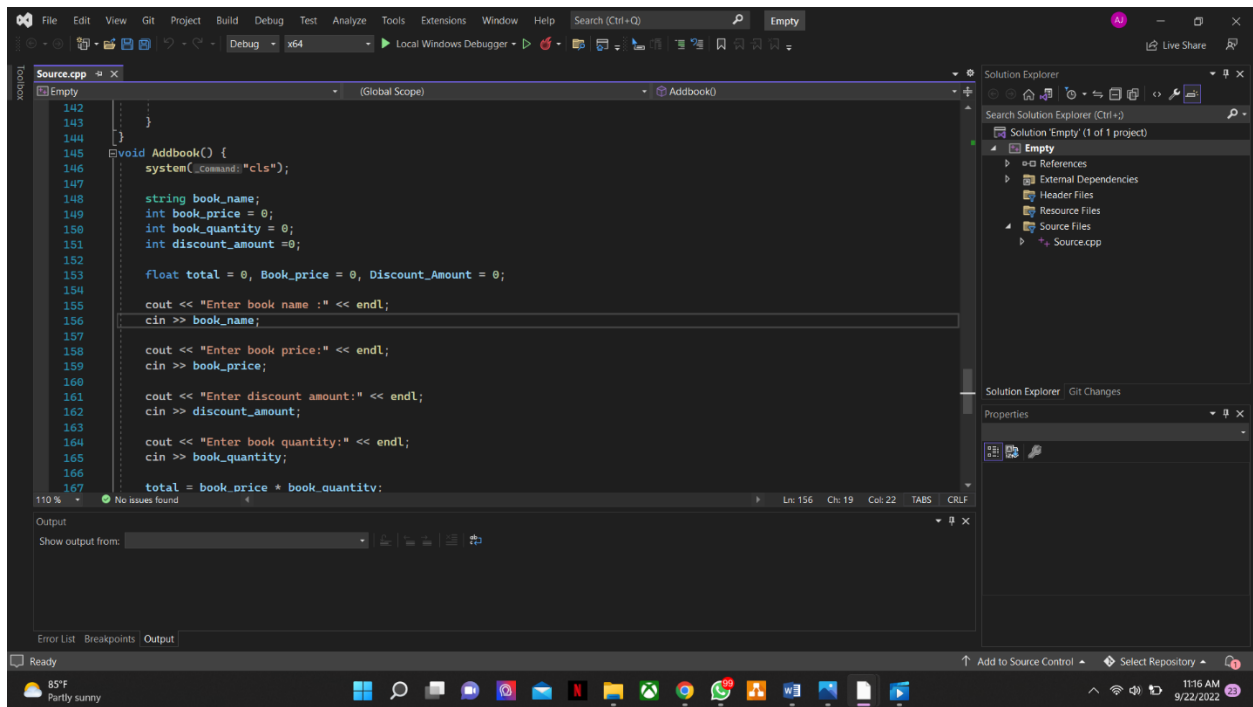 File Edit View Git Project Build Debug Test Analyze Tools Extensions Window Help Search (Ctrl+Q) Empty AJ
Debug x64 Local Windows Debugger Live Share
Toolbox
Source.cpp
Empty (Global Scope) Addbook()
142
143 }
144 }
145 void Addbook() {
146 system(_Command: "cls");
147
148 string book_name;
149 int book_price = 0;
150 int book_quantity = 0;
151 int discount_amount =0;
152
153 float total = 0, Book_price = 0, Discount_Amount = 0;
154
155 cout << "Enter book name :" << endl;
156 cin >> book_name;
157
158 cout << "Enter book price:" << endl;
159 cin >> book_price;
160
161 cout << "Enter discount amount:" << endl;
162 cin >> discount_amount;
163
164 cout << "Enter book quantity:" << endl;
165 cin >> book_quantity;
166
167 total = book_price * book_quantity;
110 % No issues found Ln: 156 Ch: 19 Col: 22 TABS CRLF
Output
Show output from:
Error List Breakpoints Output
Solution Explorer
Search Solution Explorer (Ctrl+;)
Solution 'Empty' (1 of 1 project)
Empty
References
External Dependencies
Header Files
Resource Files
Source Files
Source.cpp
Solution Explorer Git Changes
Properties
Ready Add to Source Control Select Repository 1
85°F
Partly sunny
99
11:16 AM
9/22/2022 23